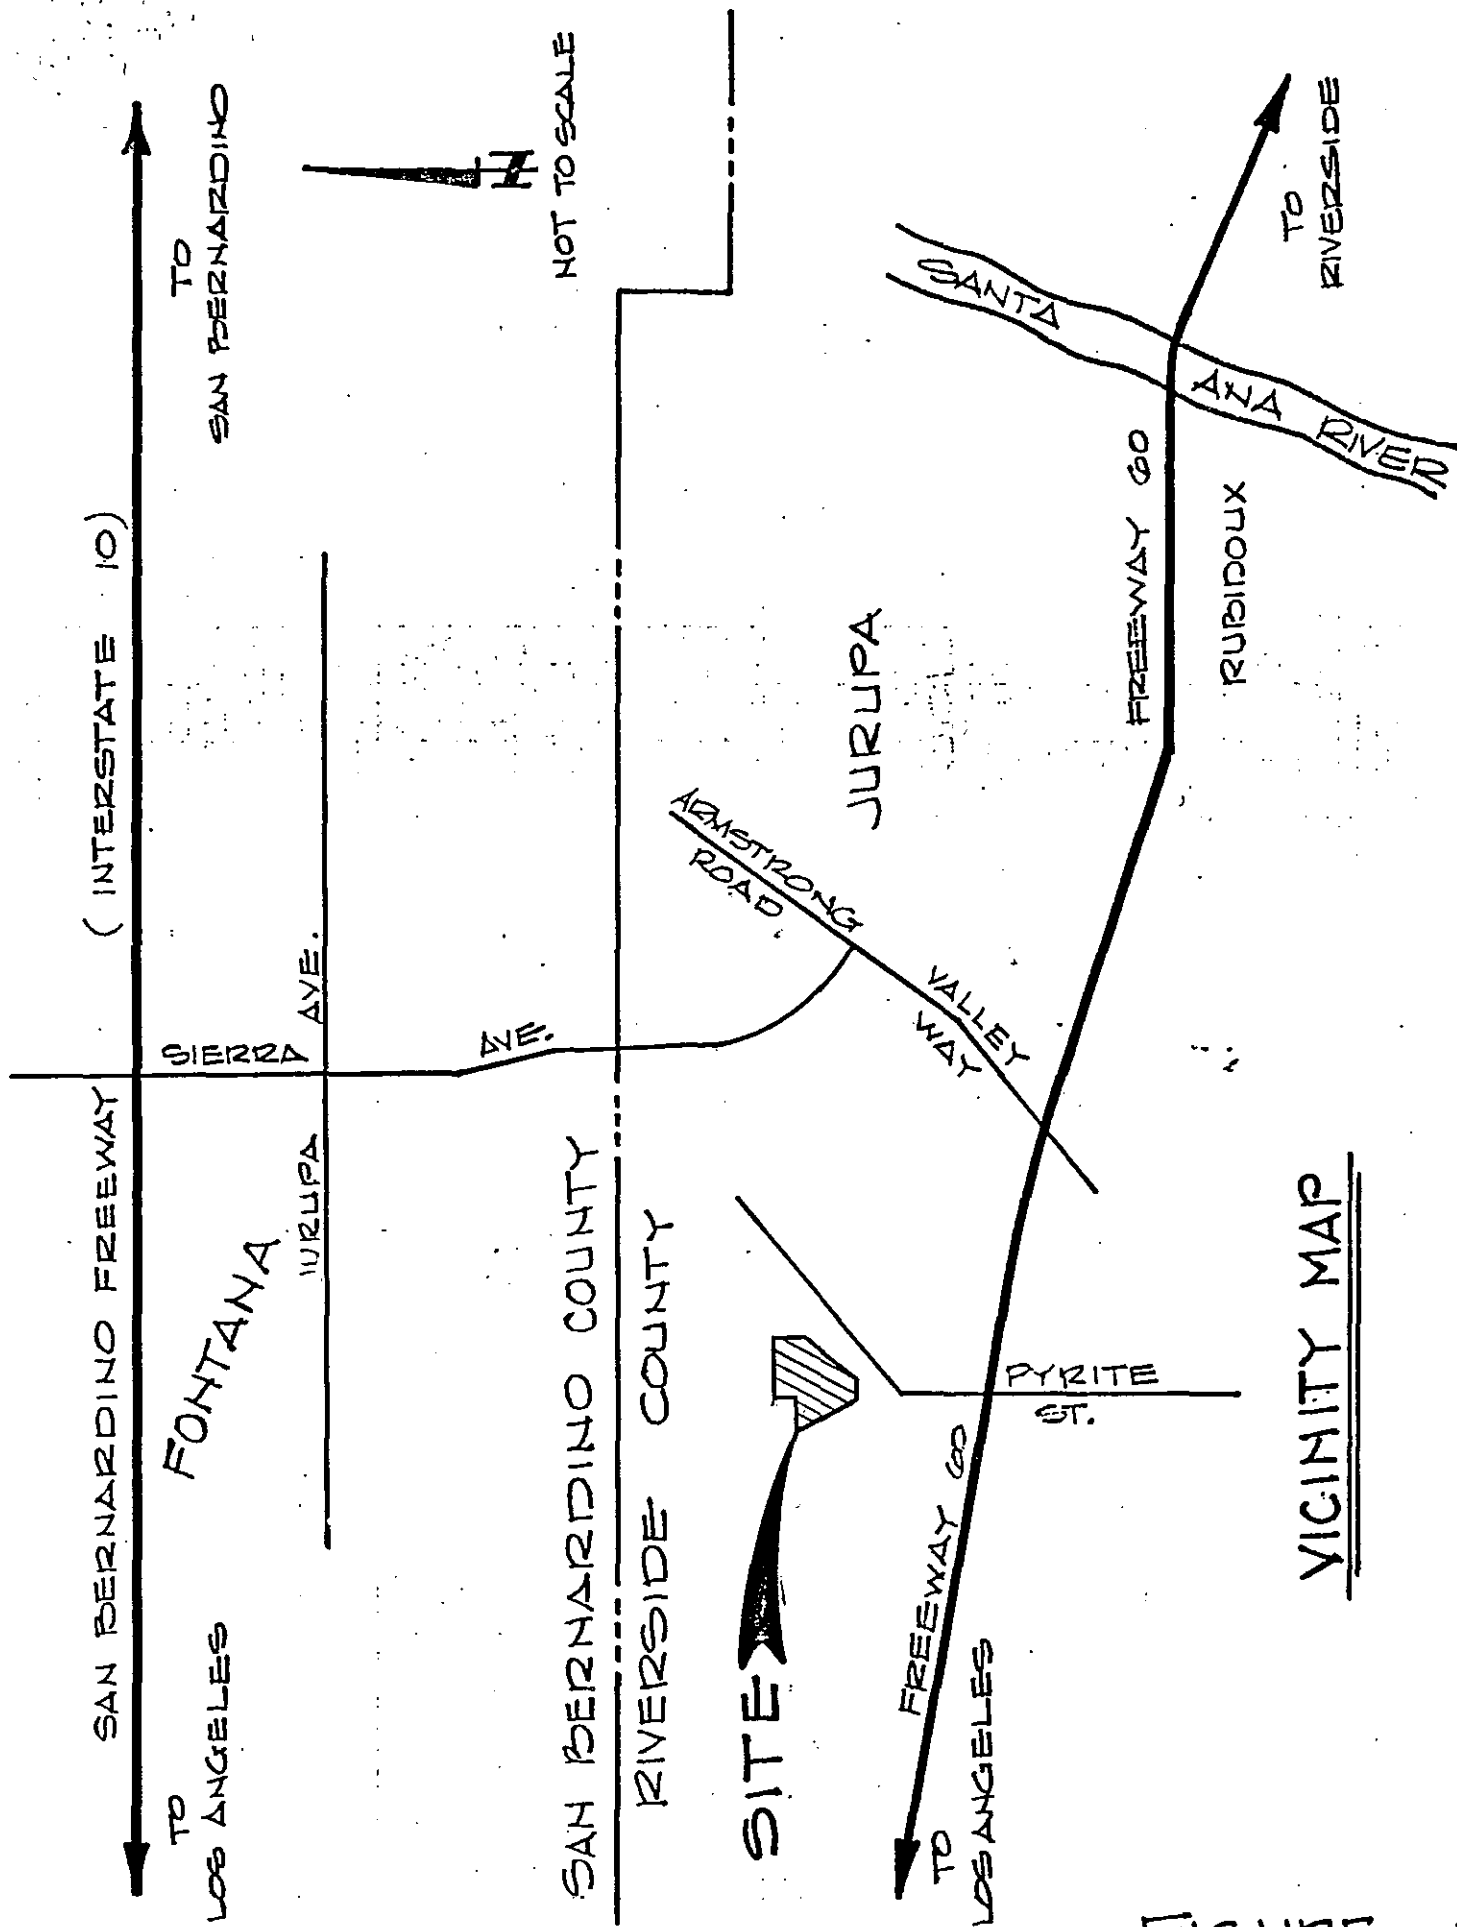 SAN BERNARDINO FREEWAY (INTERSTATE 10)
TO
LOS ANGELES
TO
SAN BERNARDINO
FONTANA
SIERRA
AVE.
JURUPA AVE.
N
NOT TO SCALE
SAN BERNARDINO COUNTY
RIVERSIDE COUNTY
SITE
ARMSTRONG
ROAD
VALLEY
WAY
JURUPA
FREEWAY 60
TO
LOS ANGELES
PYRITE
ST.
FREEWAY 60
RUBIDOUX
SANTA
ANA RIVER
TO
RIVERSIDE
VICINITY MAP